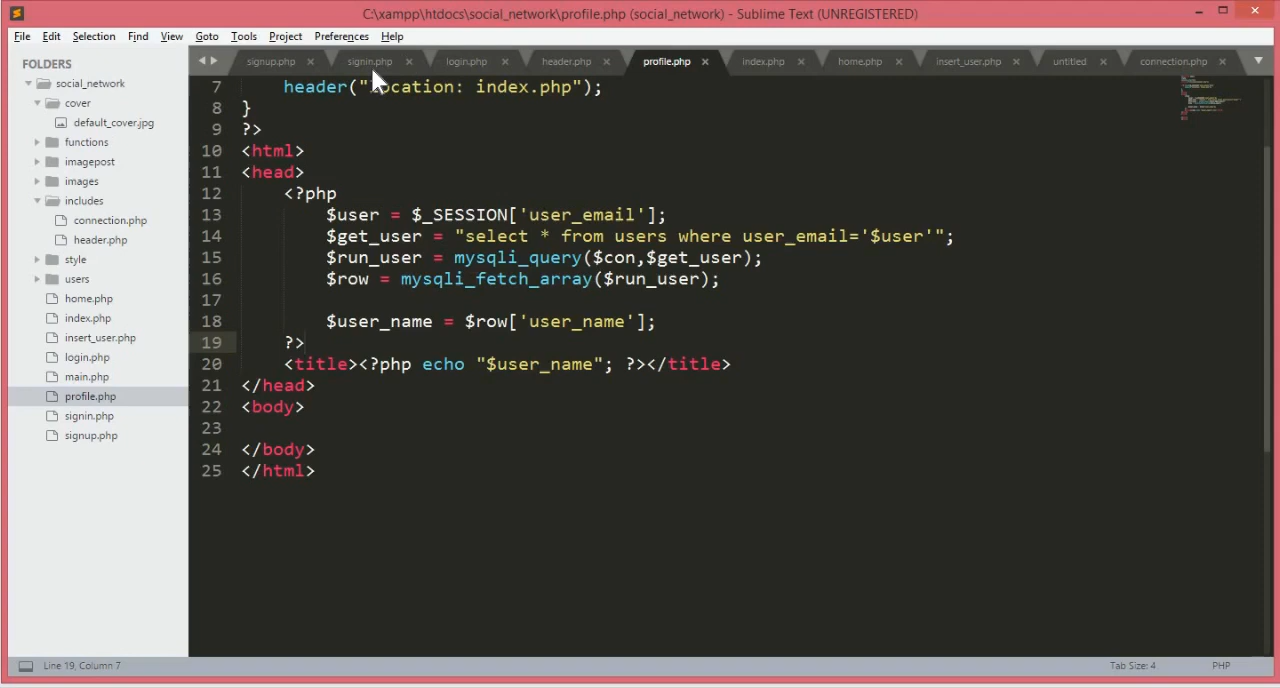 C:\xampp\htdocs\social_network\profile.php (social_network) - Sublime Text (UNREGISTERED)
File Edit Selection Find View Goto Tools Project Preferences Help
FOLDERS
social_network
cover
default_cover.jpg
functions
imagepost
images
includes
connection.php
header.php
style
users
home.php
index.php
insert_user.php
login.php
main.php
profile.php
signin.php
signup.php
signup.php signin.php login.php header.php profile.php index.php home.php insert_user.php untitled connection.php
7 header("location: index.php");
8 }
9 ?>
10 <html>
11 <head>
12 <?php
13 $user = $_SESSION['user_email'];
14 $get_user = "select * from users where user_email='$user'";
15 $run_user = mysqli_query($con,$get_user);
16 $row = mysqli_fetch_array($run_user);
17
18 $user_name = $row['user_name'];
19 ?>
20 <title><?php echo "$user_name"; ?></title>
21 </head>
22 <body>
23
24 </body>
25 </html>
Line 19, Column 7 Tab Size: 4 PHP